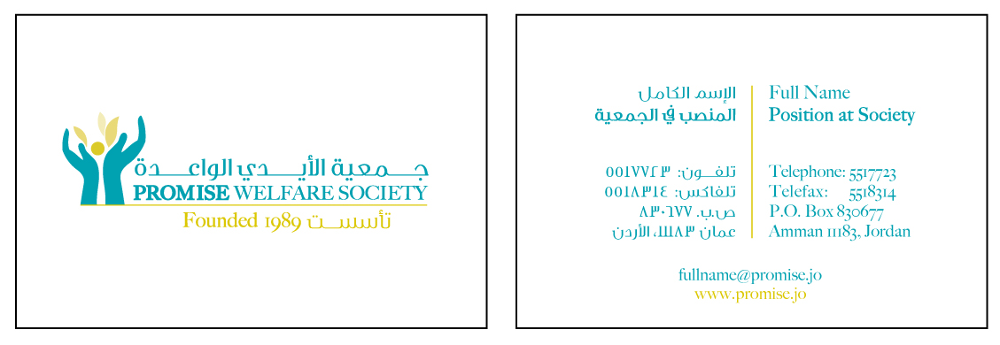 جمعية الأيدي الواعدة
PROMISE WELFARE SOCIETY
Founded 1989 تأسست
الإسم الكامل
المنصب في الجمعية
تلفون: ٥٥١٧٧٢٣
تلفاكس: ٥٥١٨٣١٤
ص.ب. ٨٣٠٦٧٧
عمان ١١١٨٣، الأردن
Full Name
Position at Society
Telephone: 5517723
Telefax: 5518314
P.O. Box 830677
Amman 11183, Jordan
fullname@promise.jo
www.promise.jo